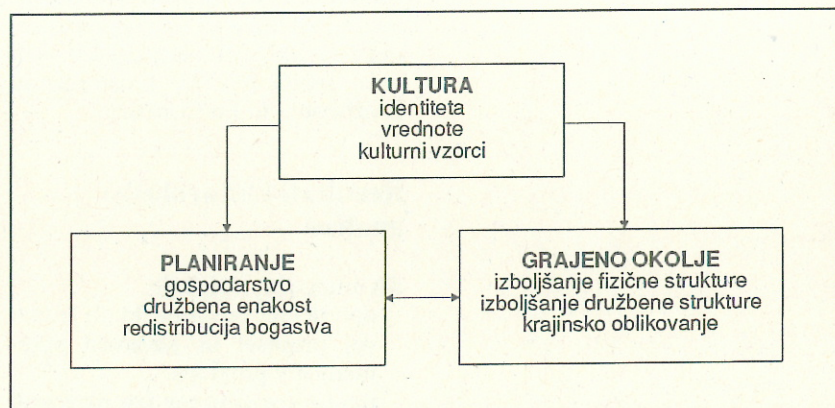 KULTURA
identiteta
vrednote
kulturni vzorci
PLANIRANJE
gospodarstvo
družbena enakost
redistribucija bogastva
GRAJENO OKOLJE
izboljšanje fizične strukture
izboljšanje družbene strukture
krajinsko oblikovanje